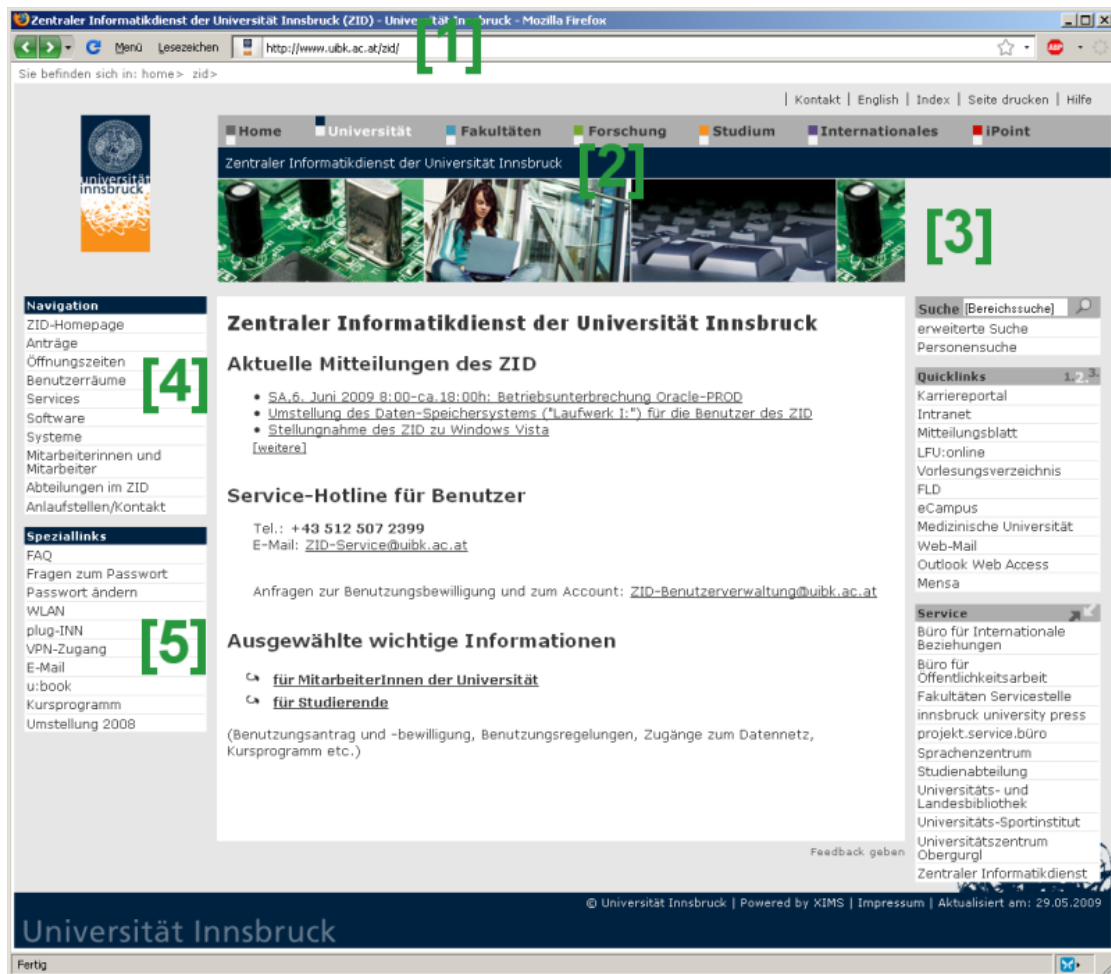 Zentraler Informatikdienst der Universität Innsbruck (ZID) - Universität Innsbruck - Mozilla Firefox
Menü Lesezeichen http://www.uibk.ac.at/zid/ ABP
[1]
Sie befinden sich in: home> zid>
| Kontakt | English | Index | Seite drucken | Hilfe
universität
innsbruck
Home Universität Fakultäten Forschung Studium Internationales iPoint
Zentraler Informatikdienst der Universität Innsbruck
[2]
[3]
Navigation
ZID-Homepage
Anträge
Öffnungszeiten
Benutzerräume
Services
Software
Systeme
Mitarbeiterinnen und
Mitarbeiter
Abteilungen im ZID
Anlaufstellen/Kontakt
[4]
Speziallinks
FAQ
Fragen zum Passwort
Passwort ändern
WLAN
plug-INN
VPN-Zugang
E-Mail
u:book
Kursprogramm
Umstellung 2008
[5]
Zentraler Informatikdienst der Universität Innsbruck
Aktuelle Mitteilungen des ZID
• SA,6. Juni 2009 8:00-ca.18:00h: Betriebsunterbrechung Oracle-PROD
• Umstellung des Daten-Speichersystems ("Laufwerk I:") für die Benutzer des ZID
• Stellungnahme des ZID zu Windows Vista
[weitere]
Service-Hotline für Benutzer
Tel.: +43 512 507 2399
E-Mail: ZID-Service@uibk.ac.at
Anfragen zur Benutzungsbewilligung und zum Account: ZID-Benutzerverwaltung@uibk.ac.at
Ausgewählte wichtige Informationen
für MitarbeiterInnen der Universität
für Studierende
(Benutzungsantrag und -bewilligung, Benutzungsregelungen, Zugänge zum Datennetz,
Kursprogramm etc.)
Feedback geben
Suche [Bereichssuche]
erweiterte Suche
Personensuche
Quicklinks 1.2.3.
Karriereportal
Intranet
Mitteilungsblatt
LFU:online
Vorlesungsverzeichnis
FLD
eCampus
Medizinische Universität
Web-Mail
Outlook Web Access
Mensa
Service
Büro für Internationale
Beziehungen
Büro für
Öffentlichkeitsarbeit
Fakultäten Servicestelle
innsbruck university press
projekt.service.büro
Sprachenzentrum
Studienabteilung
Universitäts- und
Landesbibliothek
Universitäts-Sportinstitut
Universitätszentrum
Obergurgl
Zentraler Informatikdienst
© Universität Innsbruck | Powered by XIMS | Impressum | Aktualisiert am: 29.05.2009
Universität Innsbruck
Fertig